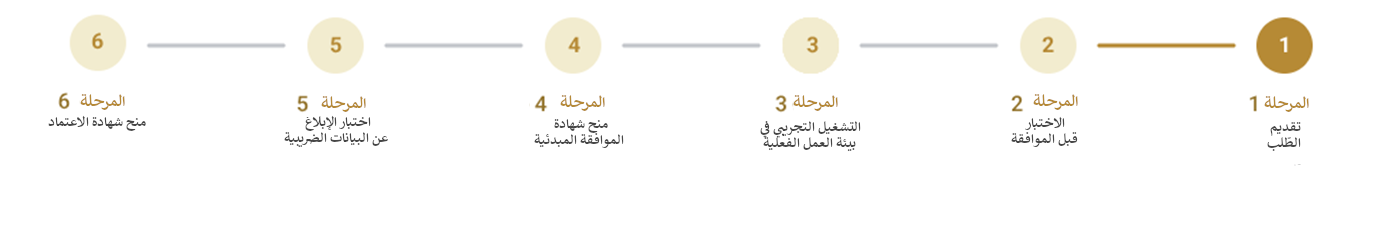 1
المرحلة 1
تقديم
الطلب
2
المرحلة 2
الاختبار
قبل الموافقة
3
المرحلة 3
التشغيل التجريبي في
بيئة العمل الفعلية
4
المرحلة 4
منح شهادة
الموافقة المبدئية
5
المرحلة 5
اختبار الإبلاغ
عن البيانات الضريبية
6
المرحلة 6
منح شهادة الاعتماد